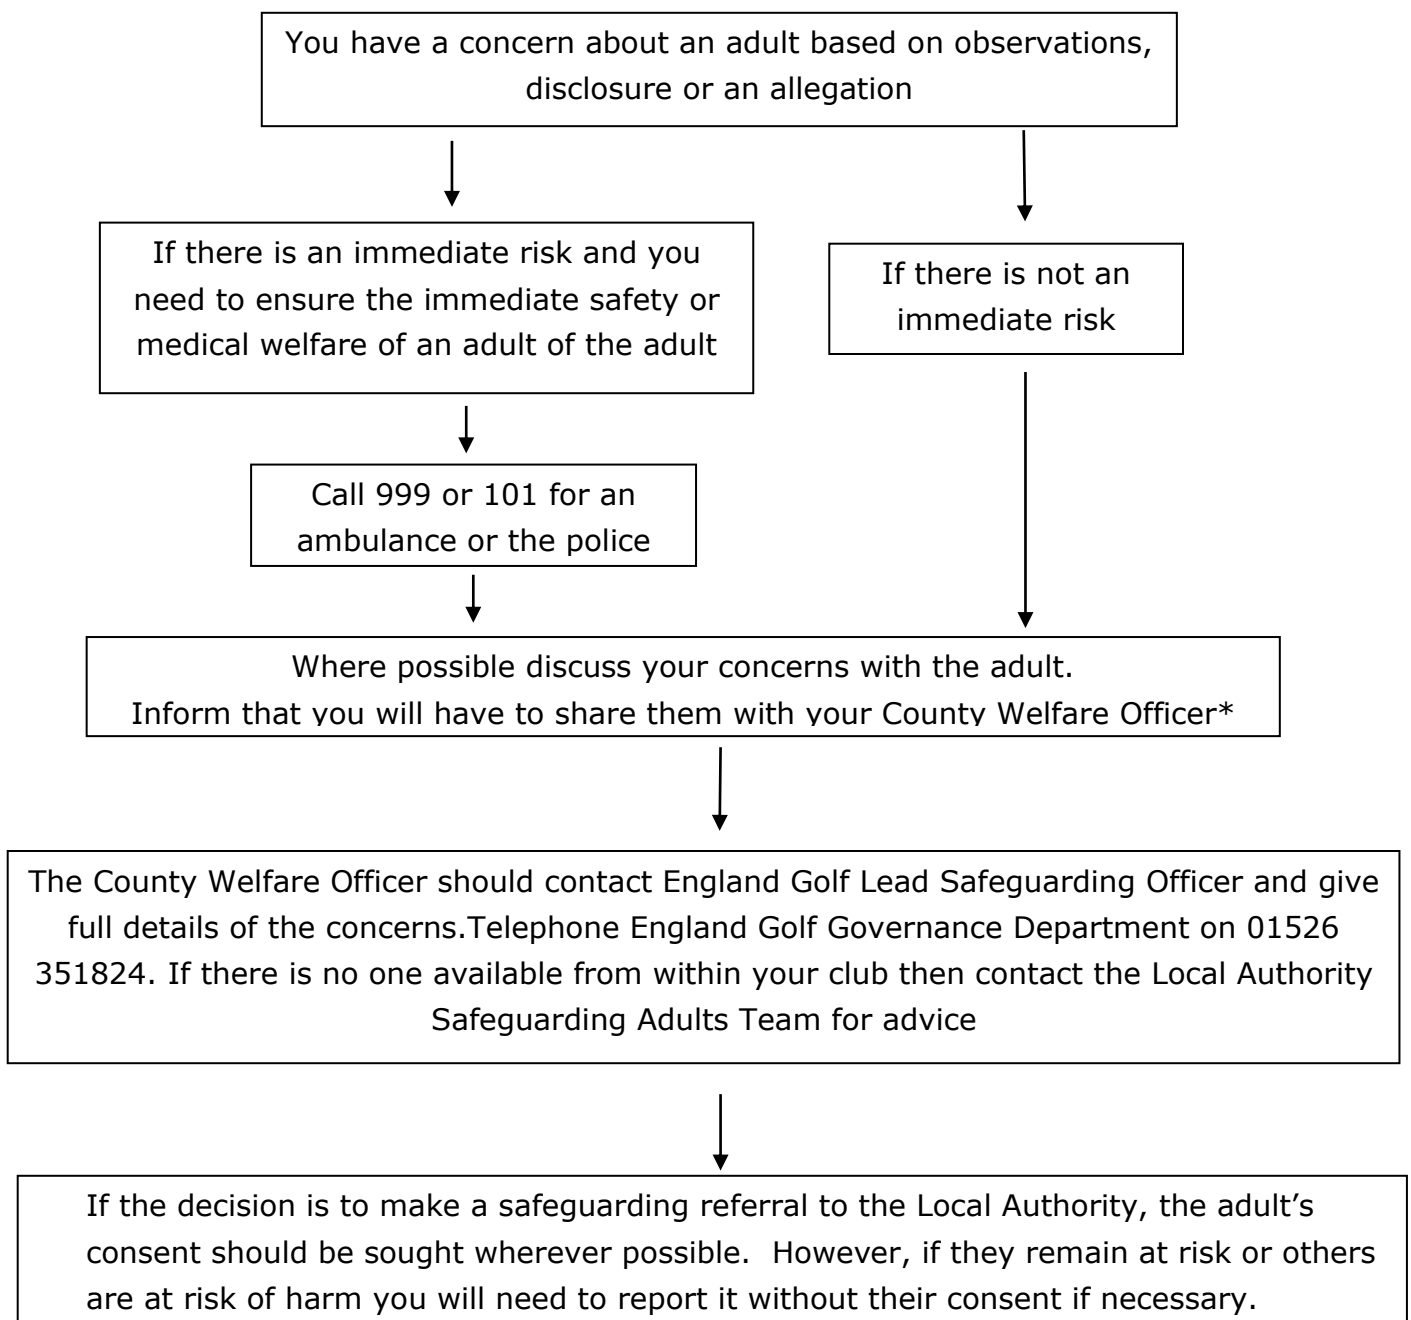 You have a concern about an adult based on observations,
disclosure or an allegation
If there is an immediate risk and you
need to ensure the immediate safety or
medical welfare of an adult of the adult
If there is not an
immediate risk
Call 999 or 101 for an
ambulance or the police
Where possible discuss your concerns with the adult.
Inform that you will have to share them with your County Welfare Officer*
The County Welfare Officer should contact England Golf Lead Safeguarding Officer and give
full details of the concerns.Telephone England Golf Governance Department on 01526
351824. If there is no one available from within your club then contact the Local Authority
Safeguarding Adults Team for advice
If the decision is to make a safeguarding referral to the Local Authority, the adult’s
consent should be sought wherever possible.  However, if they remain at risk or others
are at risk of harm you will need to report it without their consent if necessary.